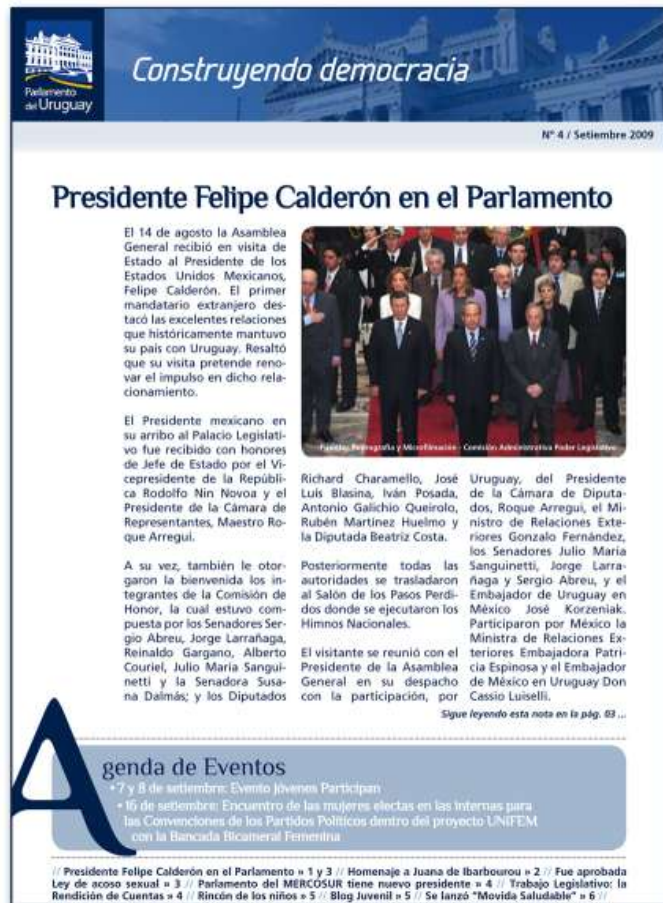 Parlamento
del Uruguay
Construyendo democracia
N° 4 / Setiembre 2009
Presidente Felipe Calderón en el Parlamento
El 14 de agosto la Asamblea
General recibió en visita de
Estado al Presidente de los
Estados Unidos Mexicanos,
Felipe Calderón. El primer
mandatario extranjero des-
tacó las excelentes relaciones
que históricamente mantuvo
su país con Uruguay. Resaltó
que su visita pretende reno-
var el impulso en dicho rela-
cionamiento.
El Presidente mexicano en
su arribo al Palacio Legislati-
vo fue recibido con honores
de Jefe de Estado por el Vi-
cepresidente de la Repúbli-
ca Rodolfo Nin Novoa y el
Presidente de la Cámara de
Representantes, Maestro Ro-
que Arregui.
A su vez, también le otor-
garon la bienvenida los in-
tegrantes de la Comisión de
Honor, la cual estuvo com-
puesta por los Senadores Ser-
gio Abreu, Jorge Larrañaga,
Reinaldo Gargano, Alberto
Couriel, Julio María Sangui-
netti y la Senadora Susa-
na Dalmás; y los Diputados
Fuente: Fotografía y Microfilmación - Comisión Administrativa Poder Legislativo
Richard Charamello, José
Luis Blasina, Iván Posada,
Antonio Galichio Queirolo,
Rubén Martínez Huelmo y
la Diputada Beatriz Costa.
Posteriormente todas las
autoridades se trasladaron
al Salón de los Pasos Perdi-
dos donde se ejecutaron los
Himnos Nacionales.
El visitante se reunió con el
Presidente de la Asamblea
General en su despacho
con la participación, por
Uruguay, del Presidente
de la Cámara de Diputa-
dos, Roque Arregui, el Mi-
nistro de Relaciones Exte-
riores Gonzalo Fernández,
los Senadores Julio María
Sanguinetti, Jorge Larra-
ñaga y Sergio Abreu, y el
Embajador de Uruguay en
México José Korzeniak.
Participaron por México la
Ministra de Relaciones Ex-
teriores Embajadora Patri-
cia Espinosa y el Embajador
de México en Uruguay Don
Cassio Luiselli.
Sigue leyendo esta nota en la pág. 03 ...
Agenda de Eventos
• 7 y 8 de setiembre: Evento Jóvenes Participan
• 16 de setiembre: Encuentro de las mujeres electas en las internas para
las Convenciones de los Partidos Políticos dentro del proyecto UNIFEM
con la Bancada Bicameral Femenina
// Presidente Felipe Calderón en el Parlamento » 1 y 3 // Homenaje a Juana de Ibarbourou » 2 // Fue aprobada
Ley de acoso sexual » 3 // Parlamento del MERCOSUR tiene nuevo presidente » 4 // Trabajo Legislativo: la
Rendición de Cuentas » 4 // Rincón de los niños » 5 // Blog Juvenil » 5 // Se lanzó "Movida Saludable" » 6 //